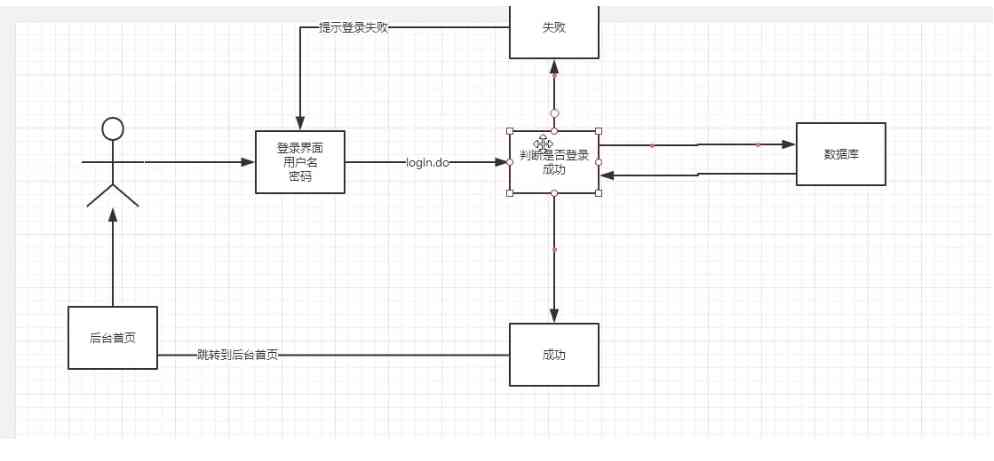 提示登录失败
失败
登录界面
用户名
密码
login.do
判断是否登录
成功
数据库
后台首页
跳转到后台首页
成功